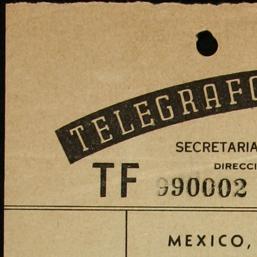 TELEGRAFO
SECRETARIA
DIRECCI
TF 990002
MEXICO,